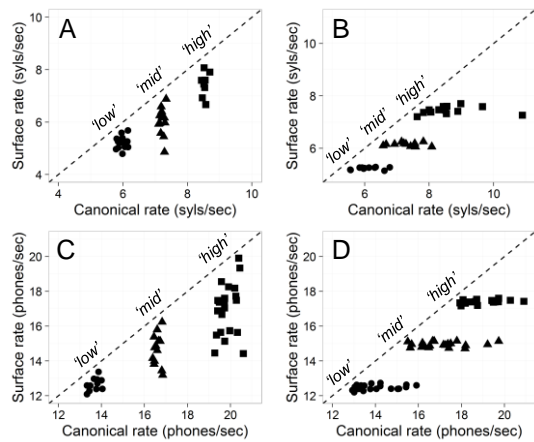 A
'low'
'mid'
'high'
Surface rate (syls/sec)
10
8
6
4
4
6
8
10
Canonical rate (syls/sec)
B
'low'
'mid'
'high'
Surface rate (syls/sec)
10
8
6
4
6
8
10
Canonical rate (syls/sec)
C
'low'
'mid'
'high'
Surface rate (phones/sec)
20
18
16
14
12
12
14
16
18
20
Canonical rate (phones/sec)
D
'low'
'mid'
'high'
Surface rate (phones/sec)
20
18
16
14
12
12
14
16
18
20
Canonical rate (phones/sec)